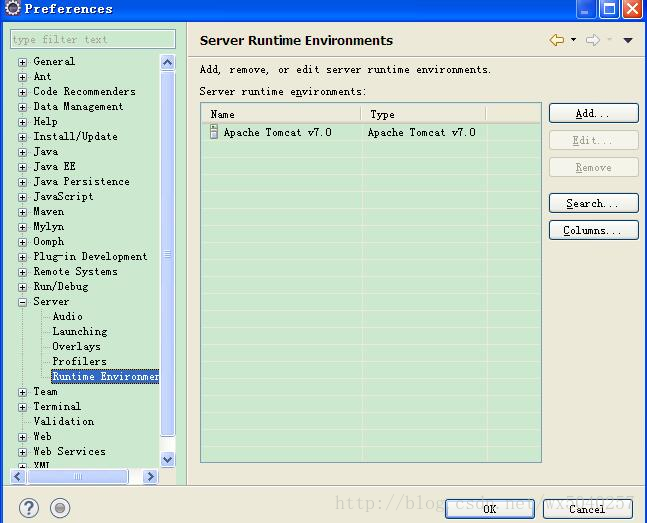 Preferences
type filter text
Server Runtime Environments
General
Ant
Code Recommenders
Data Management
Help
Install/Update
Java
Java EE
Java Persistence
JavaScript
Maven
Mylyn
Oomph
Plug-in Development
Remote Systems
Run/Debug
Server
Audio
Launching
Overlays
Profilers
Runtime Environmen
Team
Terminal
Validation
Web
Web Services
XML
Add, remove, or edit server runtime environments.
Server runtime environments:
Name Type
Apache Tomcat v7.0 Apache Tomcat v7.0
Add...
Edit...
Remove
Search...
Columns...
OK Cancel
http://blog.csdn.net/wx5040257